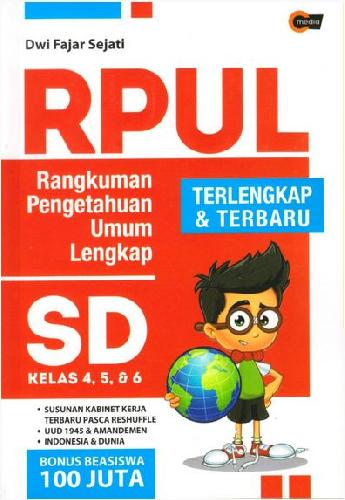 Dwi Fajar Sejati
C media
RPUL
Rangkuman
Pengetahuan
Umum
Lengkap
TERLENGKAP
& TERBARU
SD
KELAS 4, 5, & 6
• SUSUNAN KABINET KERJA
TERBARU PASCA RESHUFFLE
• UUD 1945 & AMANDEMEN
• INDONESIA & DUNIA
BONUS BEASISWA
100 JUTA